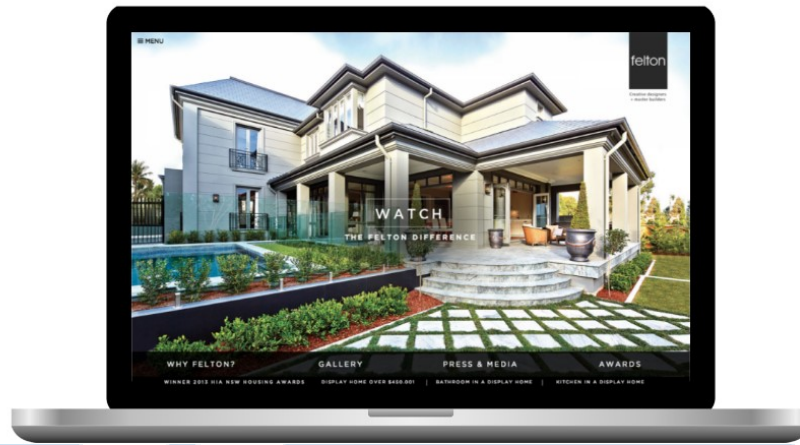 MENU
felton
Creative designers
+ master builders
WATCH
THE FELTON DIFFERENCE
WHY FELTON?
GALLERY
PRESS & MEDIA
AWARDS
WINNER 2013 HIA NSW HOUSING AWARDS
DISPLAY HOME OVER $450,001
BATHROOM IN A DISPLAY HOME
KITCHEN IN A DISPLAY HOME